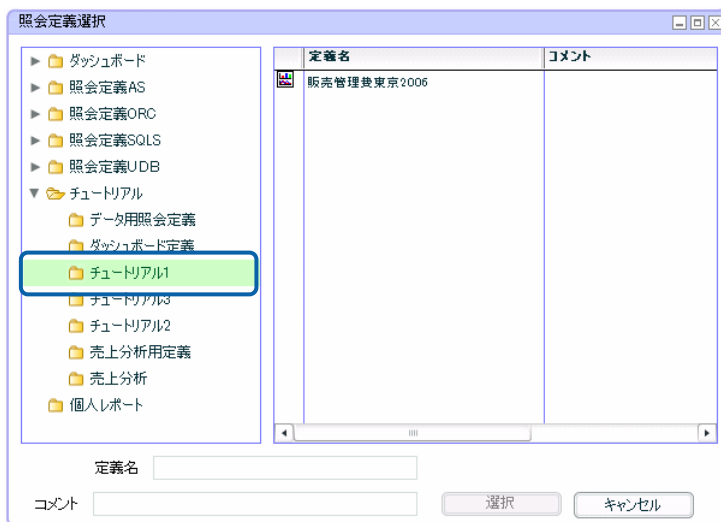 照会定義選択
ダッシュボード
照会定義AS
照会定義ORC
照会定義SQLS
照会定義UDB
チュートリアル
データ用照会定義
ダッシュボード定義
チュートリアル1
チュートリアル3
チュートリアル2
売上分析用定義
売上分析
個人レポート
定義名 コメント
販売管理費東京2006
定義名
コメント 選択 キャンセル